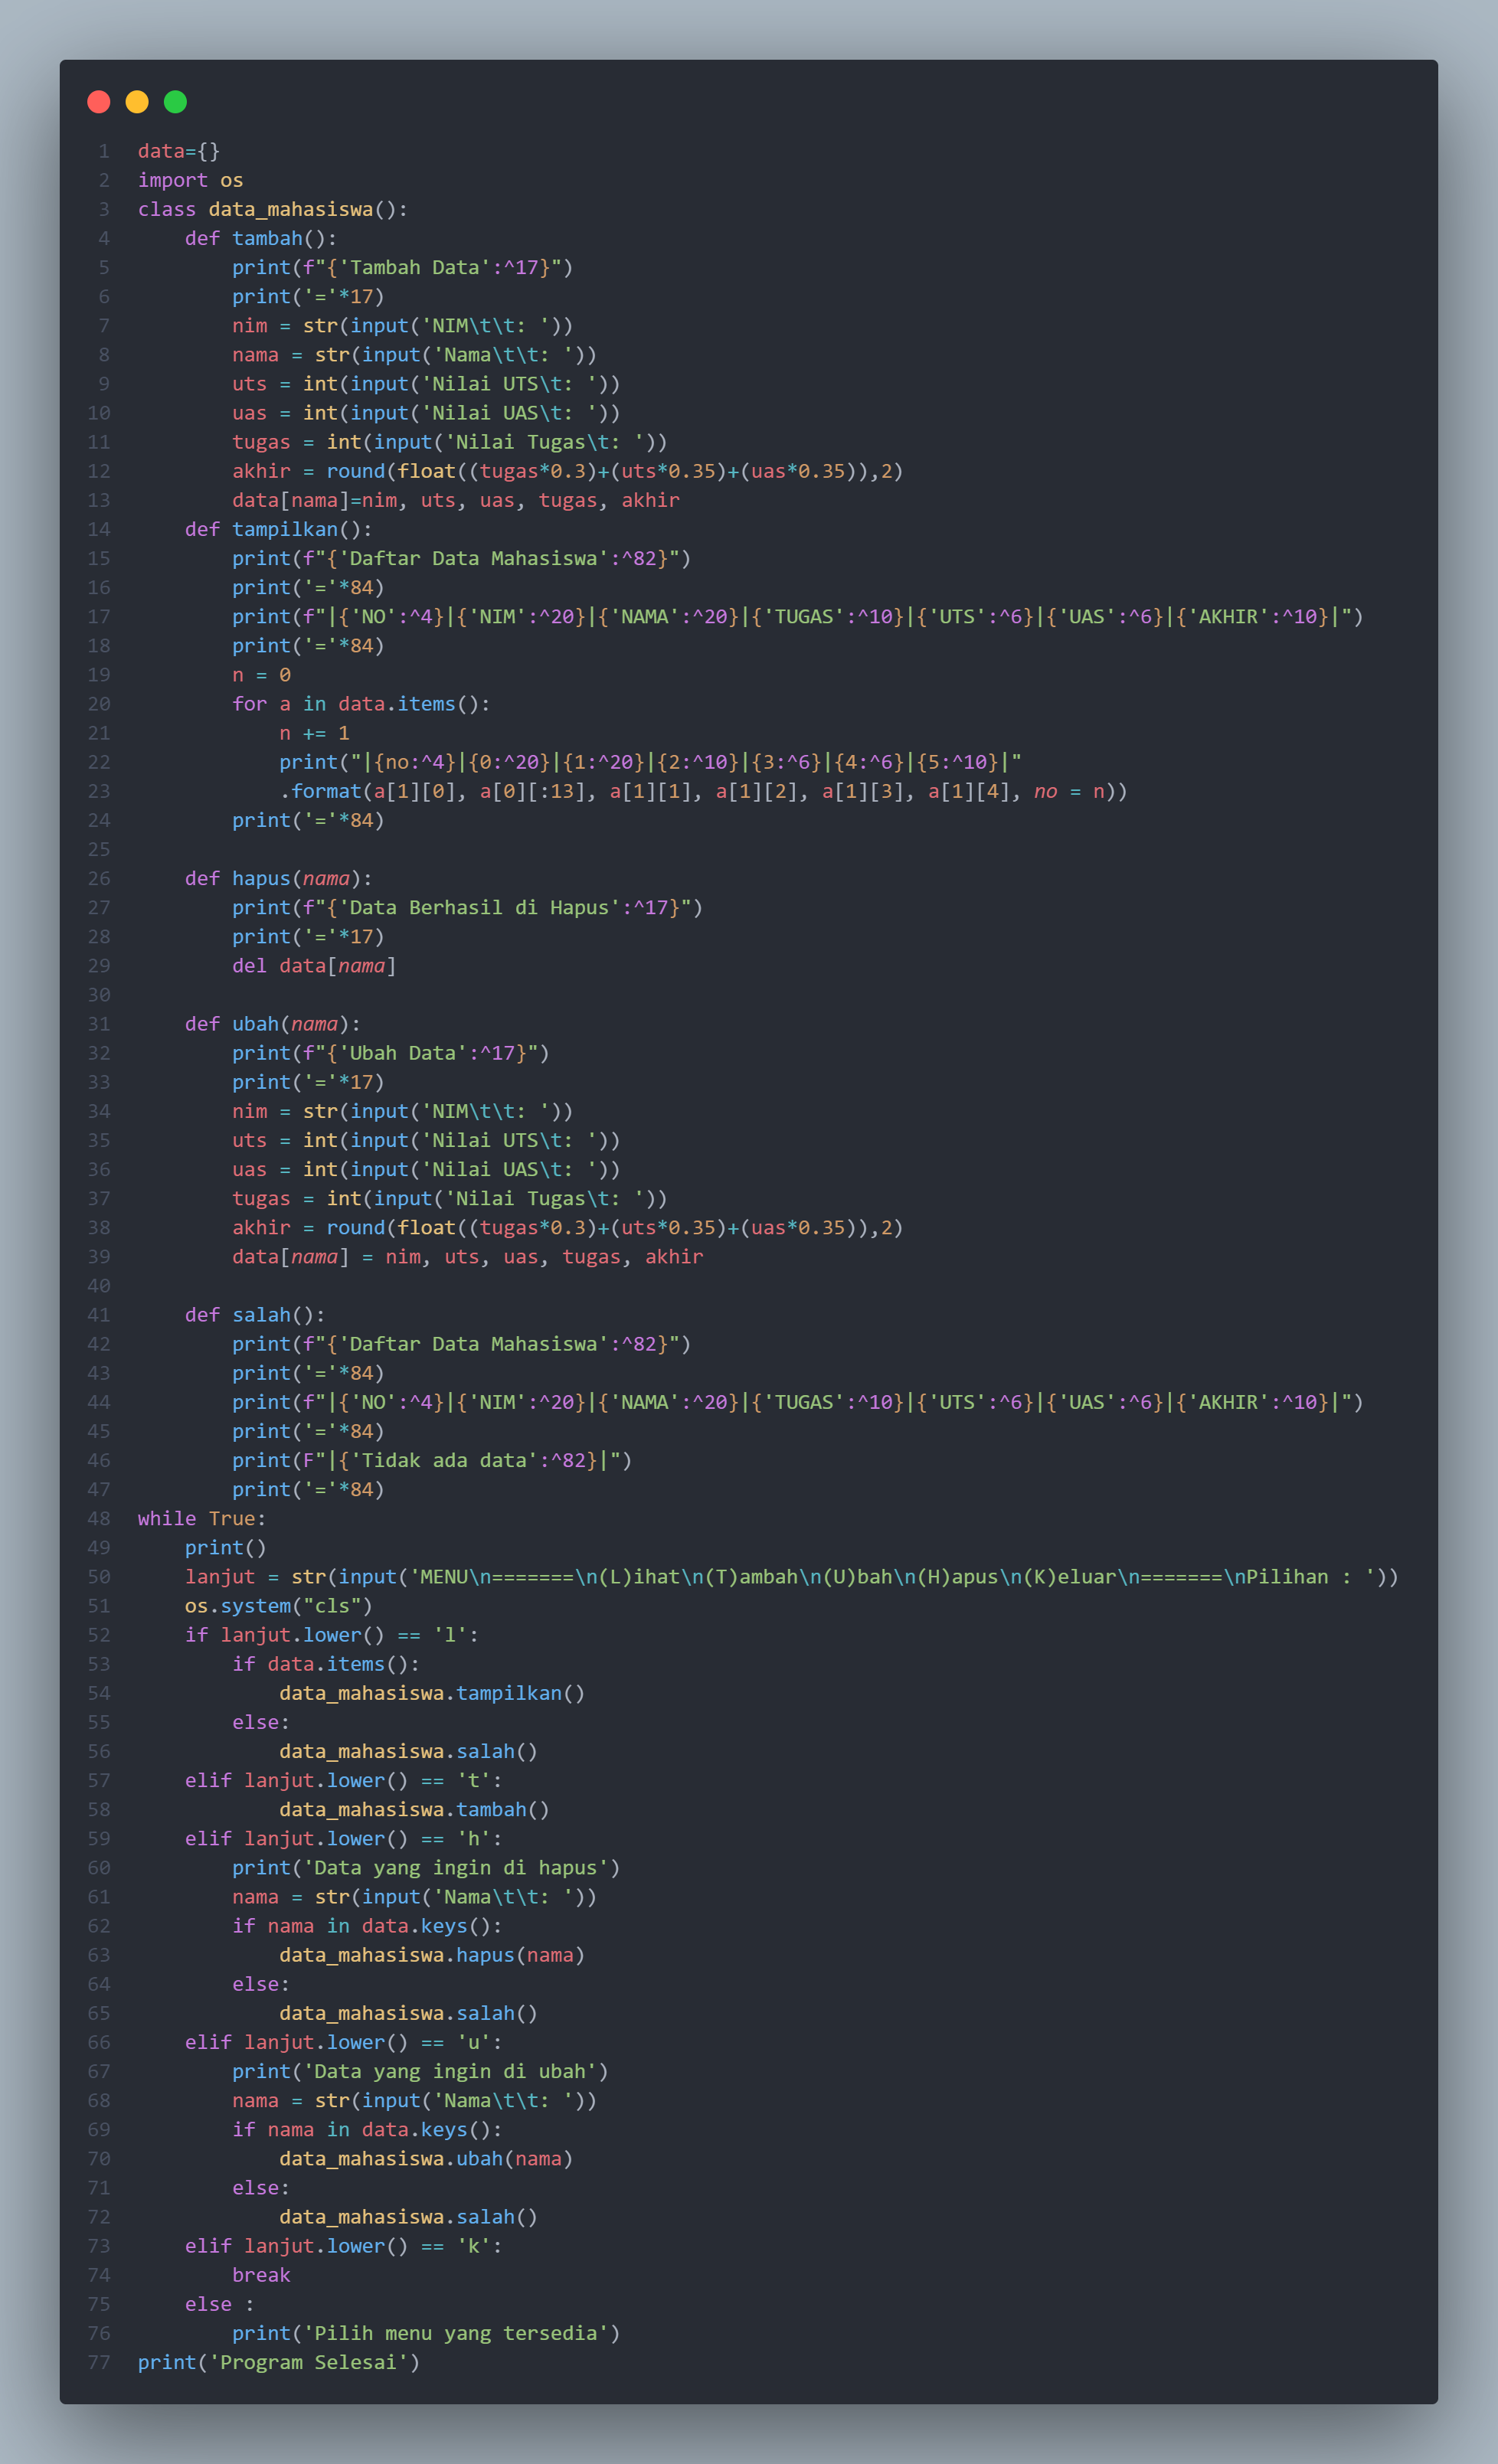 1 data={}
2 import os
3 class data_mahasiswa():
4     def tambah():
5         print(f"{'Tambah Data':^17}")
6         print('='*17)
7         nim = str(input('NIM\t\t: '))
8         nama = str(input('Nama\t\t: '))
9         uts = int(input('Nilai UTS\t: '))
10         uas = int(input('Nilai UAS\t: '))
11         tugas = int(input('Nilai Tugas\t: '))
12         akhir = round(float((tugas*0.3)+(uts*0.35)+(uas*0.35)),2)
13         data[nama]=nim, uts, uas, tugas, akhir
14     def tampilkan():
15         print(f"{'Daftar Data Mahasiswa':^82}")
16         print('='*84)
17         print(f"|{'NO':^4}|{'NIM':^20}|{'NAMA':^20}|{'TUGAS':^10}|{'UTS':^6}|{'UAS':^6}|{'AKHIR':^10}|")
18         print('='*84)
19         n = 0
20         for a in data.items():
21             n += 1
22             print("|{no:^4}|{0:^20}|{1:^20}|{2:^10}|{3:^6}|{4:^6}|{5:^10}|"
23             .format(a[1][0], a[0][:13], a[1][1], a[1][2], a[1][3], a[1][4], no = n))
24         print('='*84)
25
26     def hapus(nama):
27         print(f"{'Data Berhasil di Hapus':^17}")
28         print('='*17)
29         del data[nama]
30
31     def ubah(nama):
32         print(f"{'Ubah Data':^17}")
33         print('='*17)
34         nim = str(input('NIM\t\t: '))
35         uts = int(input('Nilai UTS\t: '))
36         uas = int(input('Nilai UAS\t: '))
37         tugas = int(input('Nilai Tugas\t: '))
38         akhir = round(float((tugas*0.3)+(uts*0.35)+(uas*0.35)),2)
39         data[nama] = nim, uts, uas, tugas, akhir
40
41     def salah():
42         print(f"{'Daftar Data Mahasiswa':^82}")
43         print('='*84)
44         print(f"|{'NO':^4}|{'NIM':^20}|{'NAMA':^20}|{'TUGAS':^10}|{'UTS':^6}|{'UAS':^6}|{'AKHIR':^10}|")
45         print('='*84)
46         print(F"|{'Tidak ada data':^82}|")
47         print('='*84)
48 while True:
49     print()
50     lanjut = str(input('MENU\n=======\n(L)ihat\n(T)ambah\n(U)bah\n(H)apus\n(K)eluar\n=======\nPilihan : '))
51     os.system("cls")
52     if lanjut.lower() == 'l':
53         if data.items():
54             data_mahasiswa.tampilkan()
55         else:
56             data_mahasiswa.salah()
57     elif lanjut.lower() == 't':
58             data_mahasiswa.tambah()
59     elif lanjut.lower() == 'h':
60         print('Data yang ingin di hapus')
61         nama = str(input('Nama\t\t: '))
62         if nama in data.keys():
63             data_mahasiswa.hapus(nama)
64         else:
65             data_mahasiswa.salah()
66     elif lanjut.lower() == 'u':
67         print('Data yang ingin di ubah')
68         nama = str(input('Nama\t\t: '))
69         if nama in data.keys():
70             data_mahasiswa.ubah(nama)
71         else:
72             data_mahasiswa.salah()
73     elif lanjut.lower() == 'k':
74         break
75     else :
76         print('Pilih menu yang tersedia')
77 print('Program Selesai')